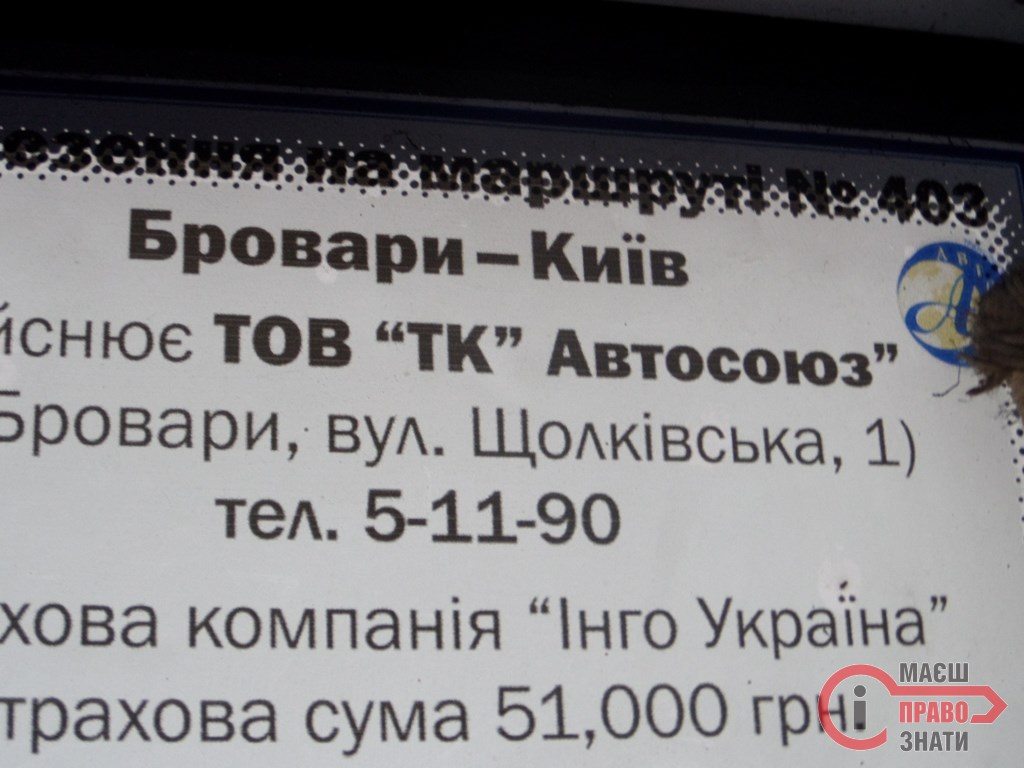 езення на маршруті № 403
Бровари – Київ
йснює ТОВ “ТК” Автосоюз”
Бровари, вул. Щолківська, 1)
тел. 5-11-90
хова компанія “Інго Україна”
трахова сума 51,000 грн.
МАЄШ
ПРАВО
ЗНАТИ